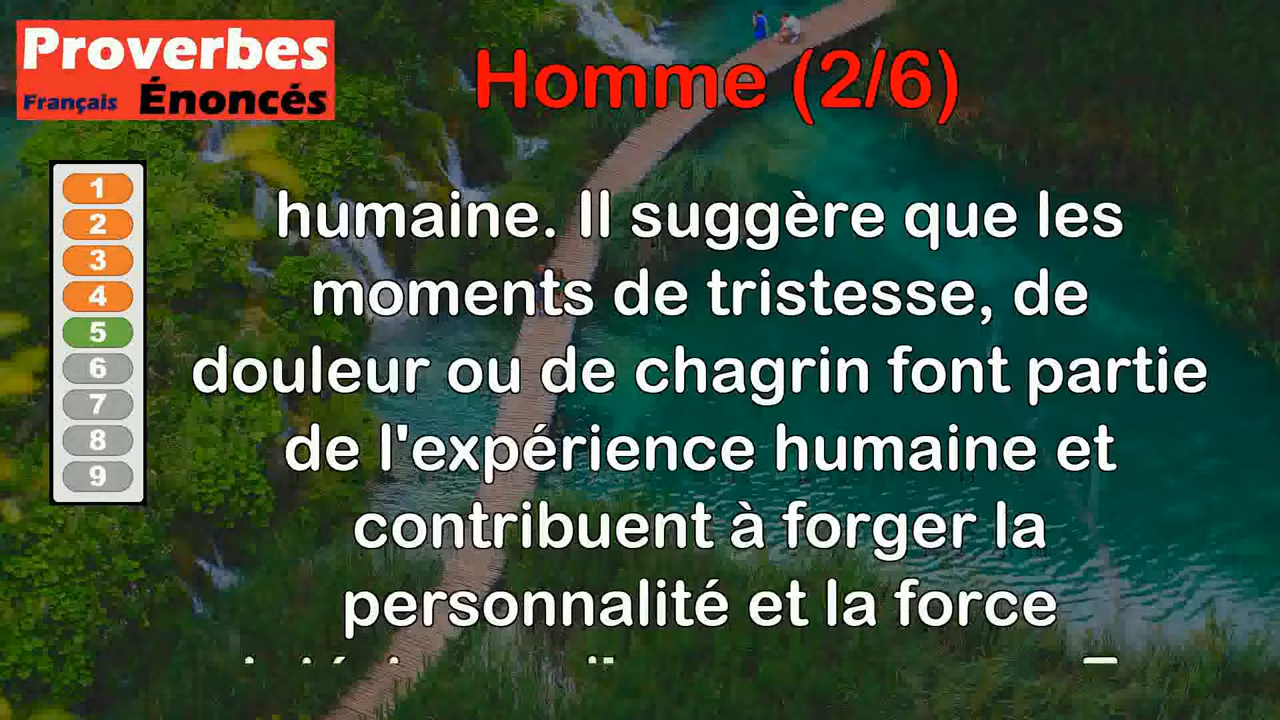 Proverbes
Français Énoncés
Homme (2/6)
1
2
3
4
5
6
7
8
9
humaine. Il suggère que les
moments de tristesse, de
douleur ou de chagrin font partie
de l'expérience humaine et
contribuent à forger la
personnalité et la force